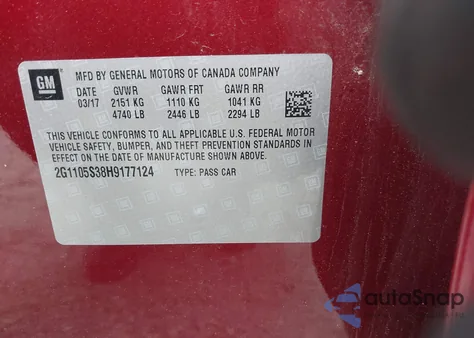 GM
MFD BY GENERAL MOTORS OF CANADA COMPANY
DATE GVWR GAWR FRT GAWR RR
03/17 2151 KG 1110 KG 1041 KG
4740 LB 2446 LB 2294 LB
THIS VEHICLE CONFORMS TO ALL APPLICABLE U.S. FEDERAL MOTOR
VEHICLE SAFETY, BUMPER, AND THEFT PREVENTION STANDARDS
IN EFFECT ON THE DATE OF MANUFACTURE SHOWN ABOVE.
2G1105S38H9177124 TYPE: PASS CAR
autoSnap